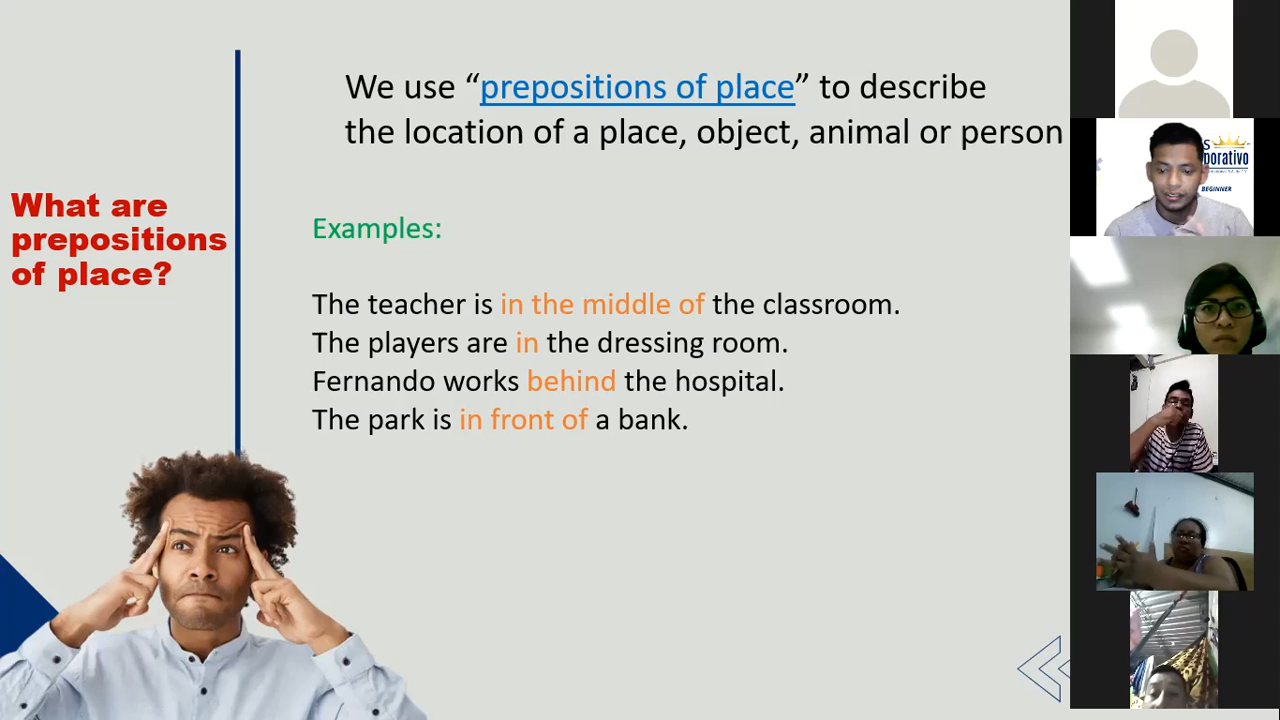 We use “prepositions of place” to describe
the location of a place, object, animal or person
What are
prepositions
of place?
Examples:
The teacher is in the middle of the classroom.
The players are in the dressing room.
Fernando works behind the hospital.
The park is in front of a bank.
S
porativo
BEGINNER